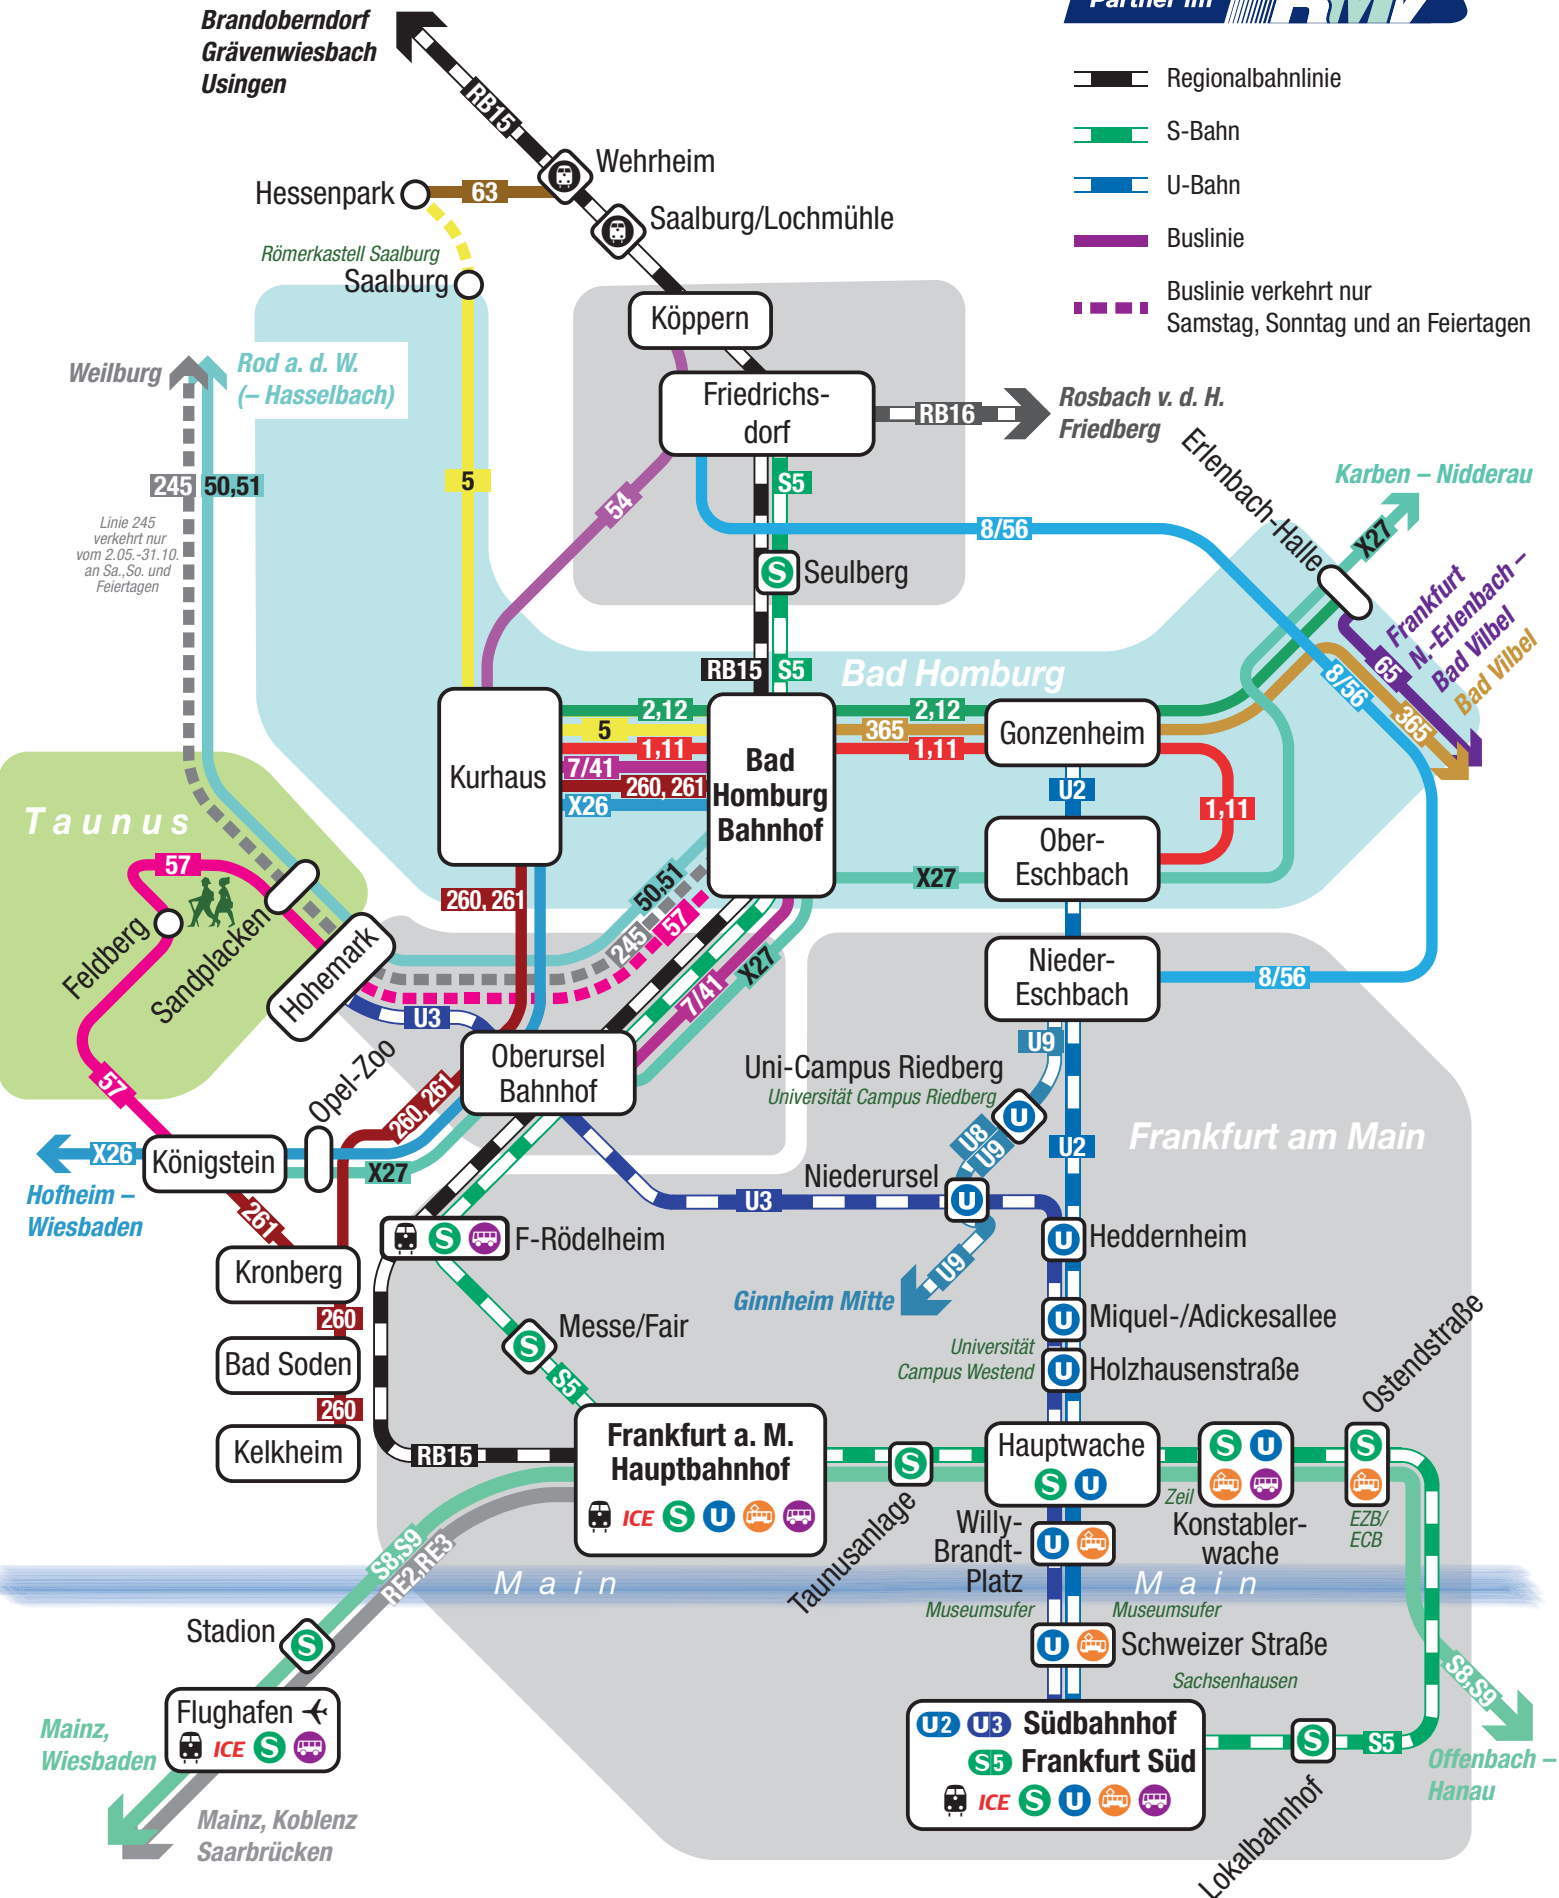 Partner im RMV
Brandoberndorf
Grävenwiesbach
Usingen
Regionalbahnlinie
S-Bahn
U-Bahn
Buslinie
Buslinie verkehrt nur
Samstag, Sonntag und an Feiertagen
RB15
Wehrheim
Hessenpark
63
Saalburg/Lochmühle
Römerkastell Saalburg
Saalburg
Köppern
Weilburg
Rod a. d. W.
(– Hasselbach)
Friedrichs-
dorf
RB16
Rosbach v. d. H.
Friedberg
Erlenbach-Halle
Karben – Nidderau
245
50,51
5
S5
54
8/56
X27
Linie 245
verkehrt nur
vom 2.05.-31.10.
an Sa.,So. und
Feiertagen
S
Seulberg
Frankfurt
N.-Erlenbach –
Bad Vilbel
Bad Vilbel
65
8/56
365
RB15
S5
Bad Homburg
Kurhaus
2,12
5
1,11
7/41
260, 261
X26
Bad
Homburg
Bahnhof
2,12
365
1,11
Gonzenheim
U2
1,11
Ober-
Eschbach
X27
Taunus
57
Feldberg
Sandplacken
Hohemark
260, 261
50,51
245
57
7/41
X27
Nieder-
Eschbach
8/56
U3
Oberursel
Bahnhof
U9
Uni-Campus Riedberg
Universität Campus Riedberg
U
U8
U9
U2
Frankfurt am Main
57
Opel-Zoo
260, 261
X26
Königstein
X27
Hofheim –
Wiesbaden
Niederursel
U
U3
261
S
F-Rödelheim
U
Heddernheim
Kronberg
U9
Ginnheim Mitte
260
Messe/Fair
S
U
Miquel-/Adickesallee
Bad Soden
Universität
Campus Westend
U
Holzhausenstraße
Ostendstraße
S5
260
Kelkheim
RB15
Frankfurt a. M.
Hauptbahnhof
ICE S U
S
Taunusanlage
Hauptwache
S U
S U
Zeil
Konstabler-
wache
S
EZB/
ECB
S8,S9
RE2,RE3
Willy-
Brandt-
Platz
U
Main
Main
Museumsufer
Museumsufer
Stadion
S
U
Schweizer Straße
Sachsenhausen
S8,S9
Flughafen
ICE S
Mainz,
Wiesbaden
U2 U3 Südbahnhof
S5 Frankfurt Süd
ICE S U
S
S5
Lokalbahnhof
Offenbach –
Hanau
Mainz, Koblenz
Saarbrücken